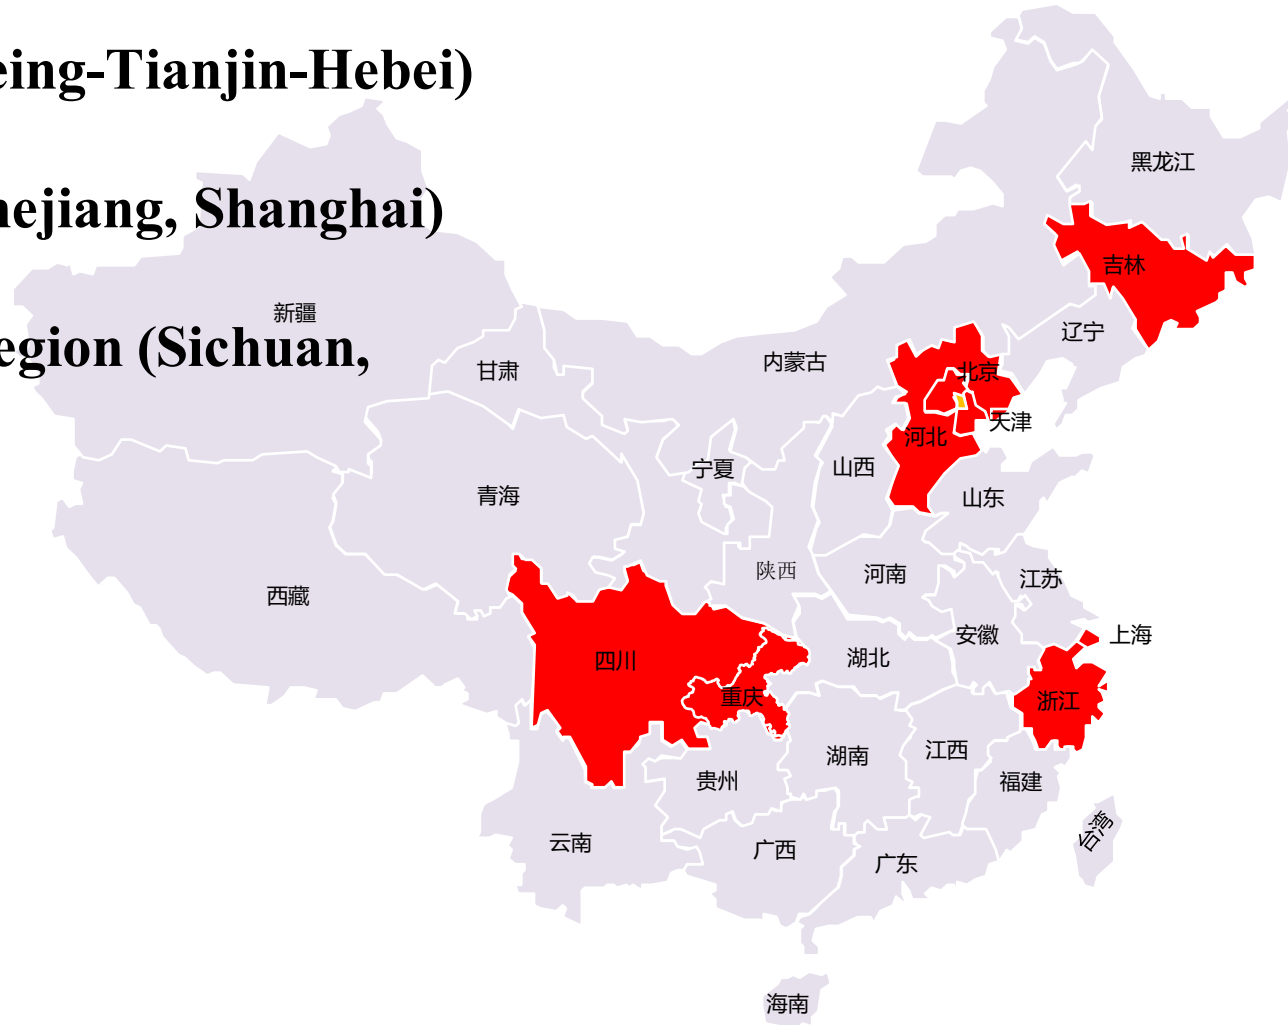 eing-Tianjin-Hebei)
黑龙江
nejiang, Shanghai)
吉林
新疆
辽宁
egion (Sichuan,
内蒙古
甘肃
北京
天津
河北
宁夏
山西
青海
山东
陕西
河南
江苏
西藏
安徽
上海
湖北
四川
重庆
浙江
湖南
江西
贵州
福建
台湾
云南
广西
广东
海南